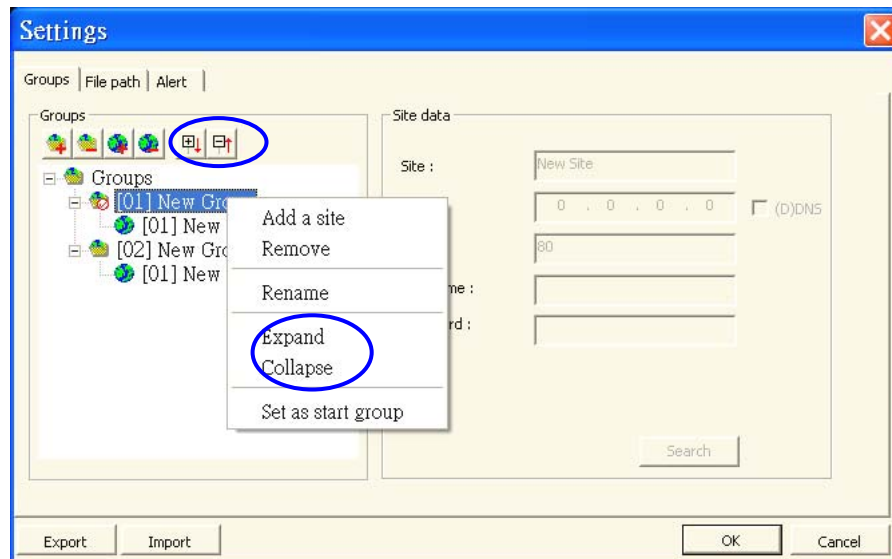 Settings
Groups File path Alert
Groups
Groups
[01] New Gro
[01] New
[02] New Gro
[01] New
Add a site
Remove
Rename
Expand
Collapse
Set as start group
Site data
Site :
New Site
0 . 0 . 0 . 0
(D)DNS
80
me :
rd :
Search
Export
Import
OK
Cancel